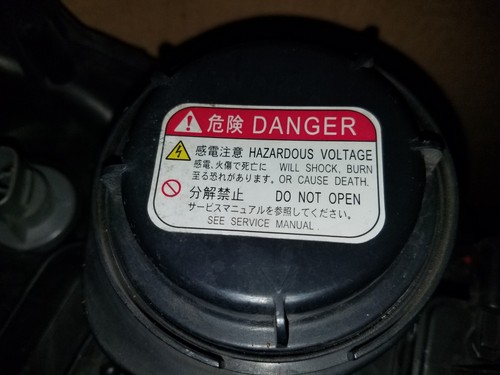 危険 DANGER
感電注意 HAZARDOUS VOLTAGE
感電、火傷で死亡に WILL SHOCK, BURN
至る恐れがあります。 OR CAUSE DEATH.
分解禁止 DO NOT OPEN
サービスマニュアルを参照してください。
SEE SERVICE MANUAL.